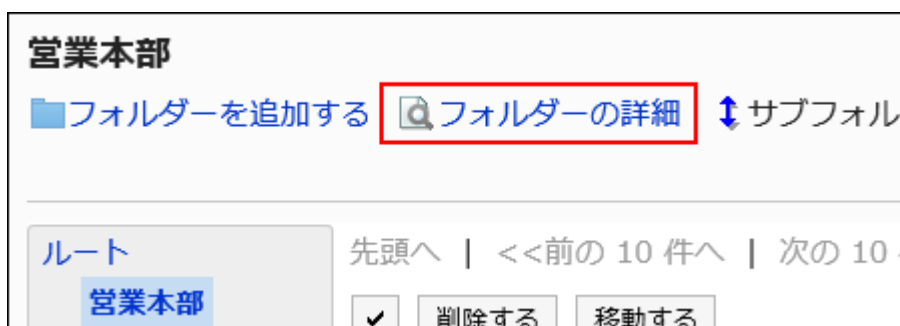 営業本部
フォルダーを追加する フォルダーの詳細 サブフォル
ルート
営業本部
先頭へ | <<前の 10 件へ | 次の 10
削除する 移動する